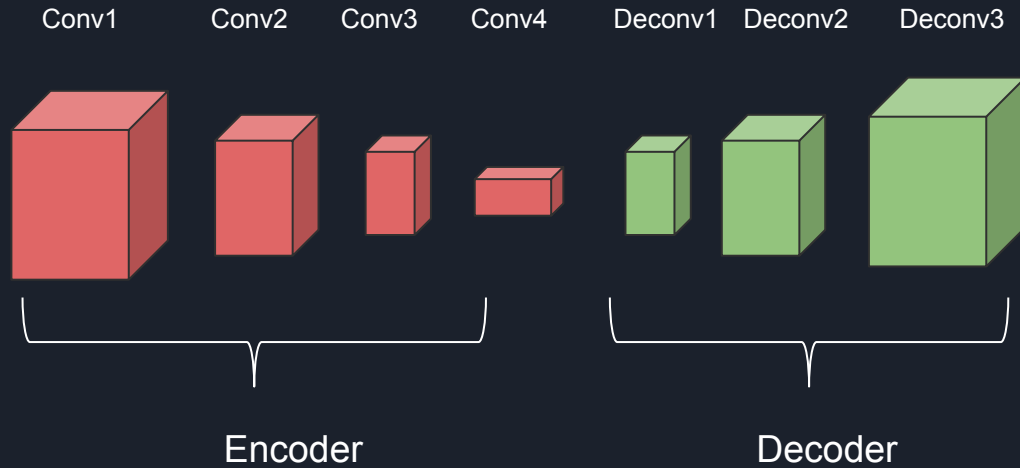 Conv1 Conv2 Conv3 Conv4 Deconv1 Deconv2 Deconv3
Encoder Decoder